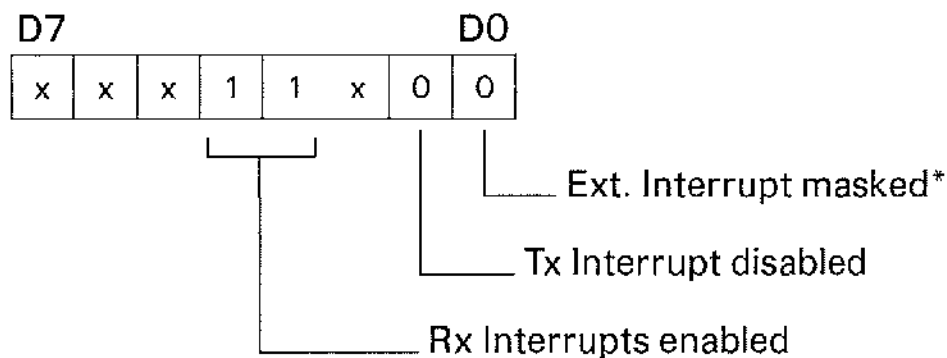 D7 D0
x x x 1 1 x 0 0
Ext. Interrupt masked*
Tx Interrupt disabled
Rx Interrupts enabled